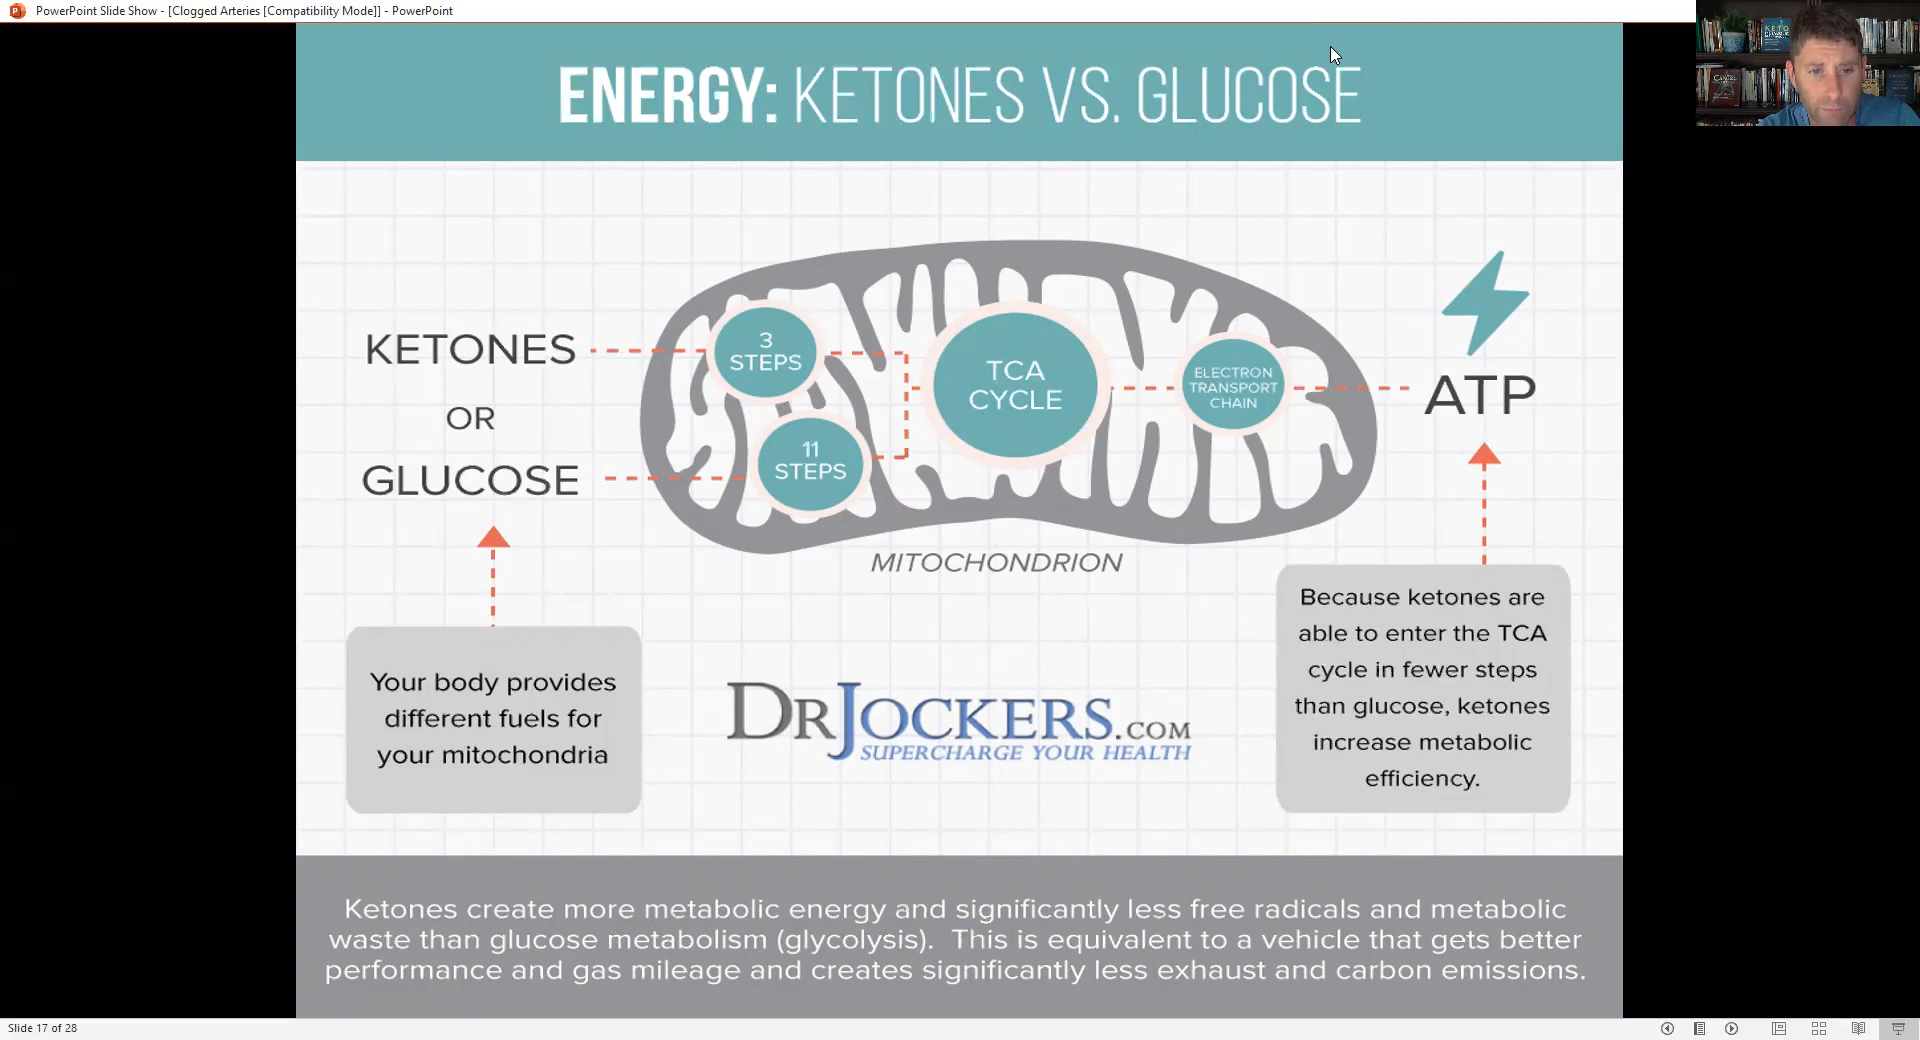 PowerPoint Slide Show - [Clogged Arteries [Compatibility Mode]] - PowerPoint
ENERGY: KETONES VS. GLUCOSE
KETONES
OR
GLUCOSE
3
STEPS
11
STEPS
TCA
CYCLE
ELECTRON
TRANSPORT
CHAIN
ATP
MITOCHONDRION
Your body provides
different fuels for
your mitochondria
DRJOCKERS.COM
SUPERCHARGE YOUR HEALTH
Because ketones are
able to enter the TCA
cycle in fewer steps
than glucose, ketones
increase metabolic
efficiency.
Ketones create more metabolic energy and significantly less free radicals and metabolic
waste than glucose metabolism (glycolysis). This is equivalent to a vehicle that gets better
performance and gas mileage and creates significantly less exhaust and carbon emissions.
Slide 17 of 28
KETO
CANCER